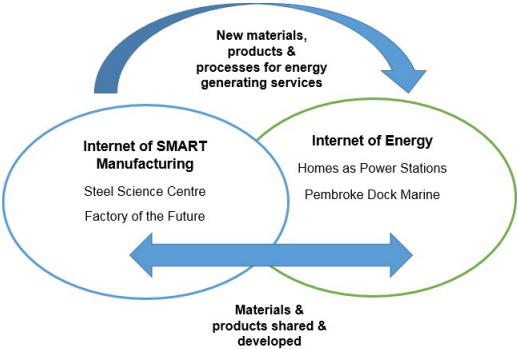 New materials,
products &
processes for energy
generating services
Internet of SMART
Manufacturing
Steel Science Centre
Factory of the Future
Internet of Energy
Homes as Power Stations
Pembroke Dock Marine
Materials &
products shared &
developed